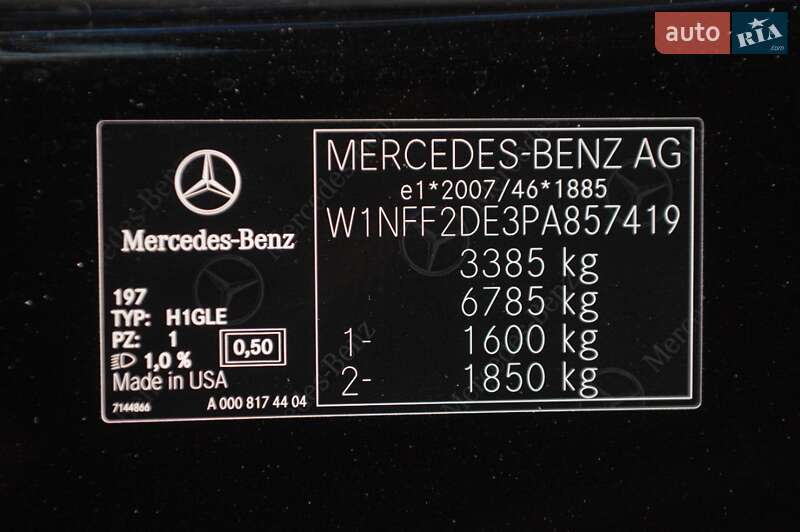 auto RIA .com
MERCEDES-BENZ AG
e1*2007/46*1885
W1NFF2DE3PA857419
3385 kg
6785 kg
1- 1600 kg
2- 1850 kg
Mercedes-Benz
197
TYP: H1GLE
PZ: 1
1,0 % 0,50
Made in USA
7144866 A 000 817 44 04